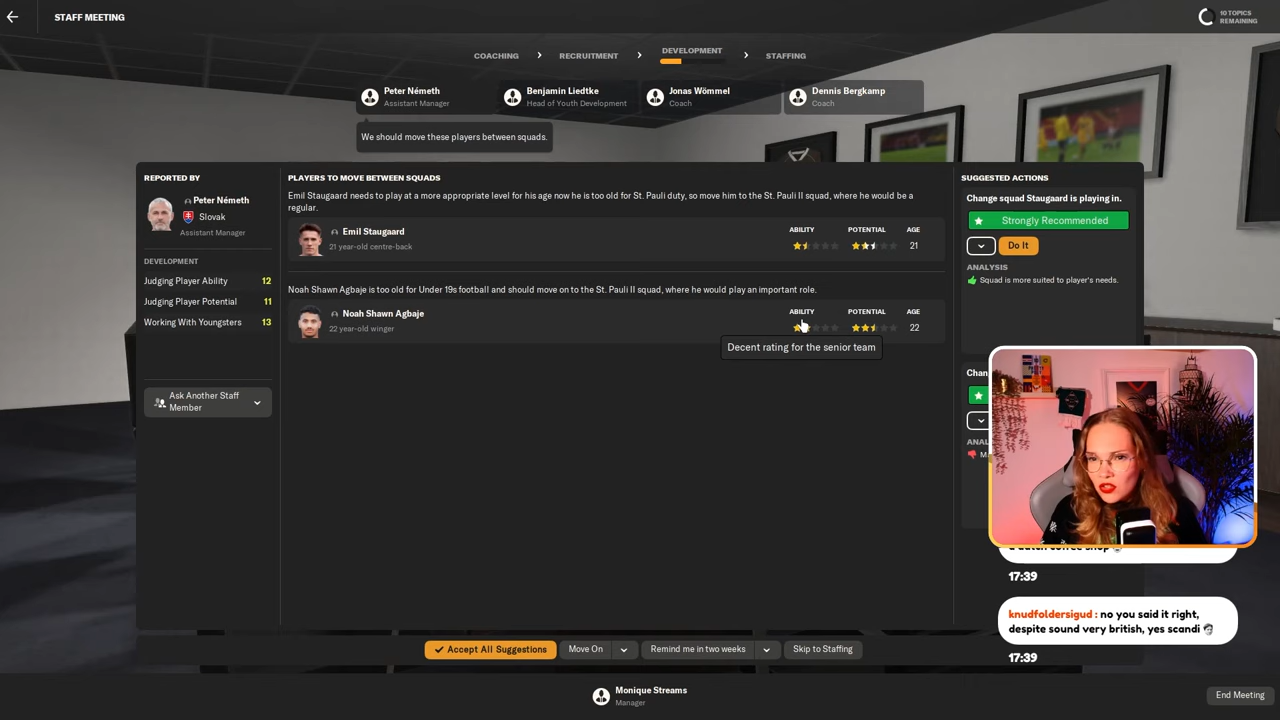 STAFF MEETING
10 TOPICS
REMAINING
COACHING
RECRUITMENT
DEVELOPMENT
STAFFING
Peter Németh
Assistant Manager
Benjamin Liedtke
Head of Youth Development
Jonas Wömmel
Coach
Dennis Bergkamp
Coach
We should move these players between squads.
REPORTED BY
Peter Németh
Slovak
Assistant Manager
DEVELOPMENT
Judging Player Ability 12
Judging Player Potential 11
Working With Youngsters 13
Ask Another Staff
Member
PLAYERS TO MOVE BETWEEN SQUADS
Emil Staugaard needs to play at a more appropriate level for his age now he is too old for St. Pauli duty, so move him to the St. Pauli II squad, where he would be a
regular.
Emil Staugaard
21 year-old centre-back
ABILITY POTENTIAL AGE
21
Noah Shawn Agbaje is too old for Under 19s football and should move on to the St. Pauli II squad, where he would play an important role.
Noah Shawn Agbaje
22 year-old winger
ABILITY POTENTIAL AGE
22
Decent rating for the senior team
SUGGESTED ACTIONS
Change squad Staugaard is playing in.
Strongly Recommended
Do It
ANALYSIS
Squad is more suited to player's needs.
Chan
ANAL
a dutch coffee shop
17:39
knudfoldersigud : no you said it right,
despite sound very british, yes scandi
17:39
Accept All Suggestions
Move On
Remind me in two weeks
Skip to Staffing
Monique Streams
Manager
End Meeting